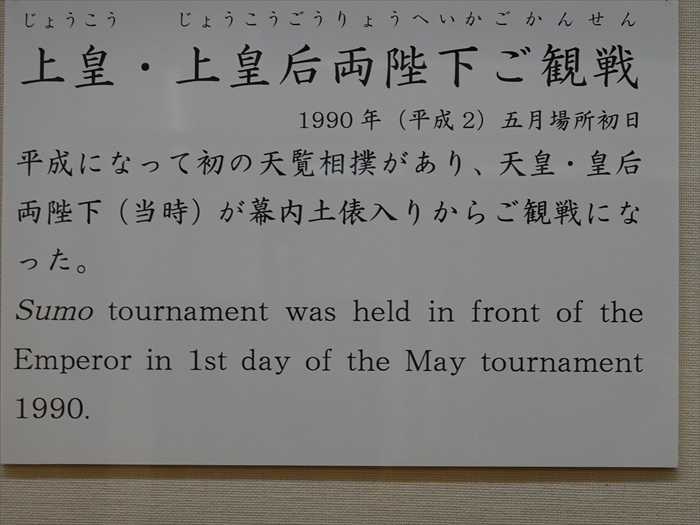 じょうこう じょうこうごうりょうへいかごかんせん
上皇・上皇后両陛下ご観戦
1990年（平成2）五月場所初日
平成になって初の天覧相撲があり、天皇・皇后
両陛下（当時）が幕内土俵入りからご観戦にな
った。
Sumo tournament was held in front of the
Emperor in 1st day of the May tournament
1990.